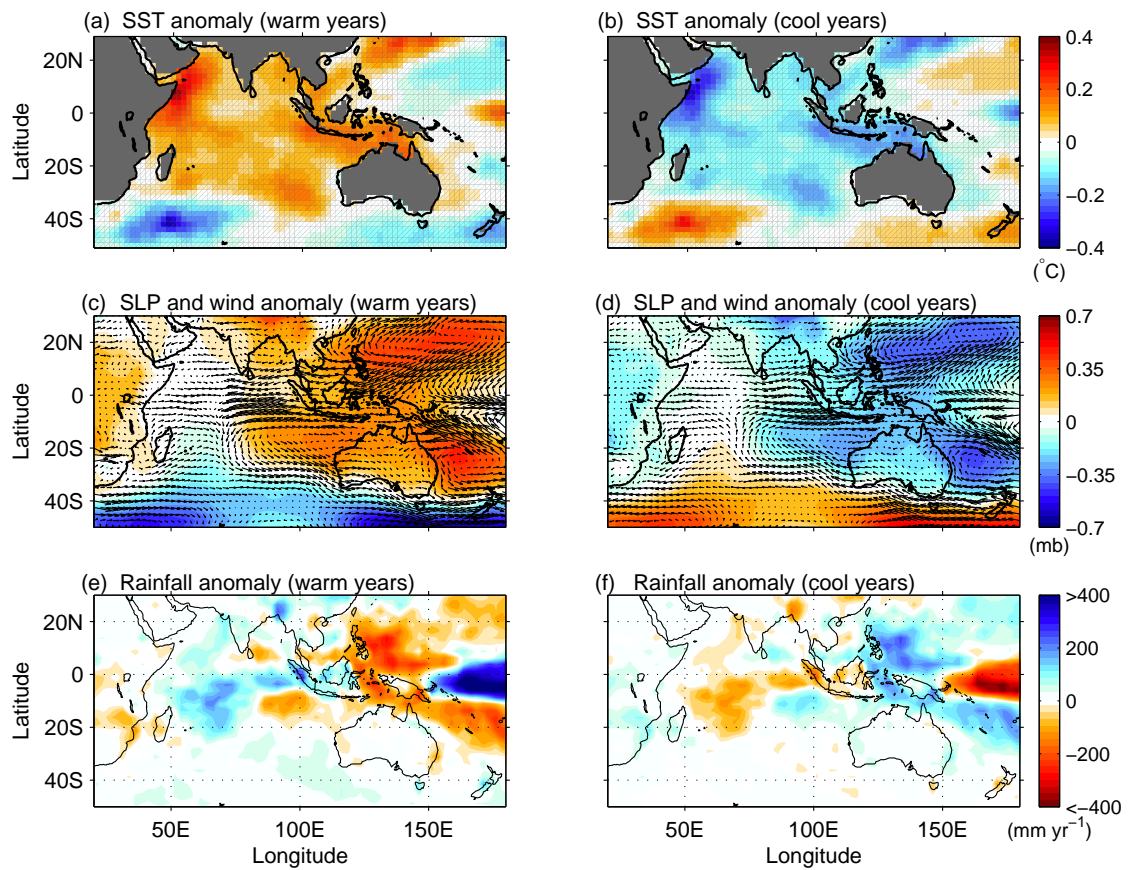 (a) SST anomaly (warm years)
(b) SST anomaly (cool years)
20N
0
20S
40S
Latitude
0.4
0.2
0
−0.2
−0.4
(°C)
(c) SLP and wind anomaly (warm years)
(d) SLP and wind anomaly (cool years)
20N
0
20S
40S
Latitude
Latitude
0.7
0.35
0
−0.35
−0.7
(mb)
(e) Rainfall anomaly (warm years)
(f) Rainfall anomaly (cool years)
20N
0
20S
40S
Latitude
50E
100E
150E
Longitude
50E
100E
150E
Longitude
>400
200
0
−200
<−400
(mm yr⁻¹)